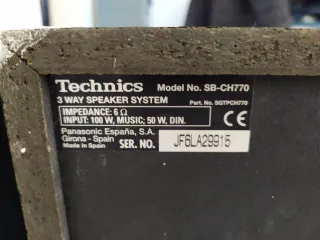 Technics Model No. SB-CH770
3 WAY SPEAKER SYSTEM Part. No. SGTPCH770
IMPEDANCE: 6 Ω
INPUT: 100 W, MUSIC; 50 W, DIN.
Panasonic España, S.A.
Girona - Spain
Made in Spain SER. NO. JF6LA29915
CE